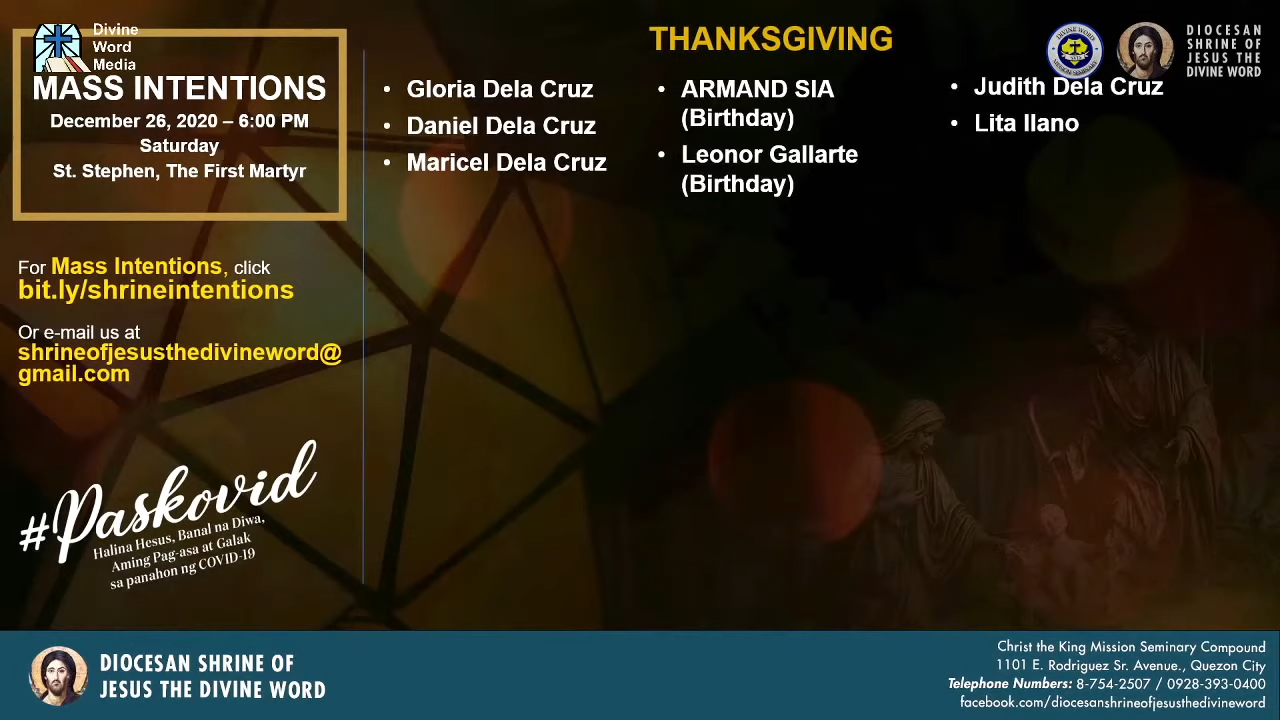 Divine
Word
Media
MASS INTENTIONS
December 26, 2020 – 6:00 PM
Saturday
St. Stephen, The First Martyr
For Mass Intentions, click
bit.ly/shrineintentions
Or e-mail us at
shrineofjesusthedivineword@
gmail.com
#Paskovid
Halina Hesus, Banal na Diwa,
Aming Pag-asa at Galak
sa panahon ng COVID-19
THANKSGIVING
• Gloria Dela Cruz
• Daniel Dela Cruz
• Maricel Dela Cruz
• ARMAND SIA
(Birthday)
• Leonor Gallarte
(Birthday)
• Judith Dela Cruz
• Lita Ilano
DIOCESAN
SHRINE OF
JESUS THE
DIVINE WORD
DIOCESAN SHRINE OF
JESUS THE DIVINE WORD
Christ the King Mission Seminary Compound
1101 E. Rodriguez Sr. Avenue., Quezon City
Telephone Numbers: 8-754-2507 / 0928-393-0400
facebook.com/diocesanshrineofjesusthedivineword